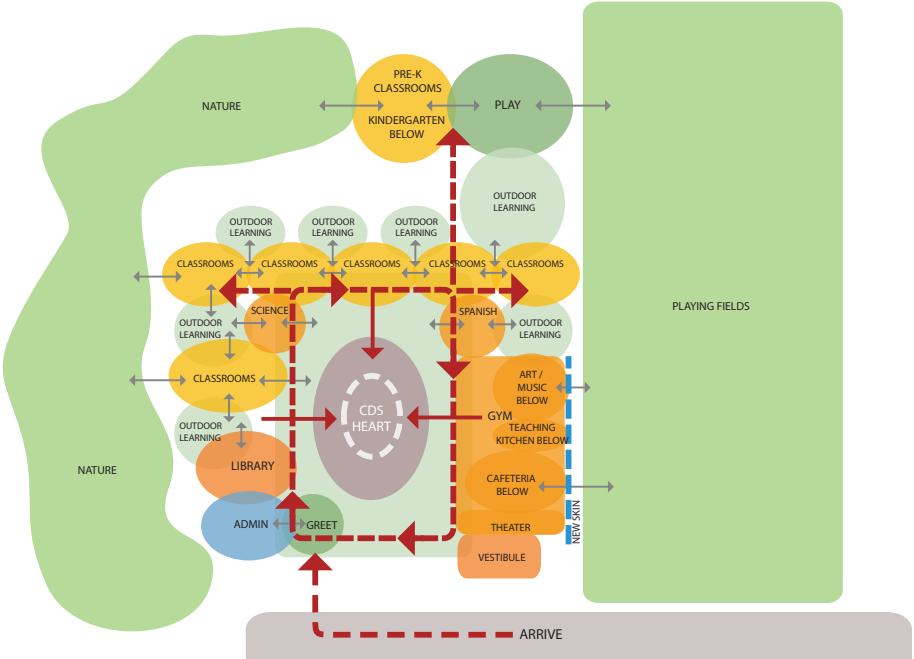 PRE-K
CLASSROOMS
KINDERGARTEN
BELOW
NATURE
PLAY
OUTDOOR
LEARNING
OUTDOOR
LEARNING
OUTDOOR
LEARNING
OUTDOOR
LEARNING
CLASSROOMS
CLASSROOMS
CLASSROOMS
CLASSROOMS
CLASSROOMS
SCIENCE
SPANISH
OUTDOOR
LEARNING
OUTDOOR
LEARNING
PLAYING FIELDS
CLASSROOMS
ART /
MUSIC
BELOW
CDS
HEART
GYM
TEACHING
KITCHEN BELOW
OUTDOOR
LEARNING
LIBRARY
NATURE
CAFETERIA
BELOW
ADMIN
GREET
THEATER
NEW SKIN
VESTIBULE
ARRIVE